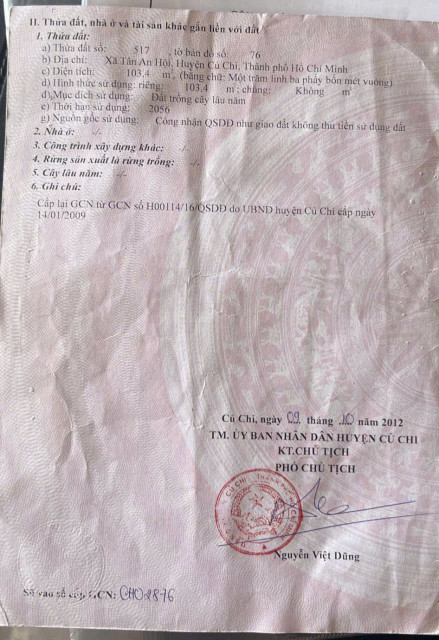 II. Thửa đất, nhà ở và tài sản khác gắn liền với đất
1. Thửa đất:
a) Thửa đất số: 517 , tờ bản đồ số: 76
b) Địa chỉ: Xã Tân An Hội, Huyện Củ Chi, Thành phố Hồ Chí Minh
c) Diện tích: 103,4 m², (bằng chữ: Một trăm linh ba phẩy bốn mét vuông)
d) Hình thức sử dụng: riêng: 103,4 m²; chung: Không m²
đ) Mục đích sử dụng: Đất trồng cây lâu năm
e) Thời hạn sử dụng: 2056
g) Nguồn gốc sử dụng: Công nhận QSDĐ như giao đất không thu tiền sử dụng đất
2. Nhà ở: -/-
3. Công trình xây dựng khác: -/-
4. Rừng sản xuất là rừng trồng: -/-
5. Cây lâu năm: -/-
6. Ghi chú:
Cấp lại GCN từ GCN số H00114/16/QSDĐ do UBND huyện Củ Chi cấp ngày
14/01/2009
Củ Chi, ngày 09 tháng 10 năm 2012
TM. ỦY BAN NHÂN DÂN HUYỆN CỦ CHI
KT.CHỦ TỊCH
PHÓ CHỦ TỊCH
Nguyễn Việt Dũng
Số vào sổ cấp GCN: CH02876